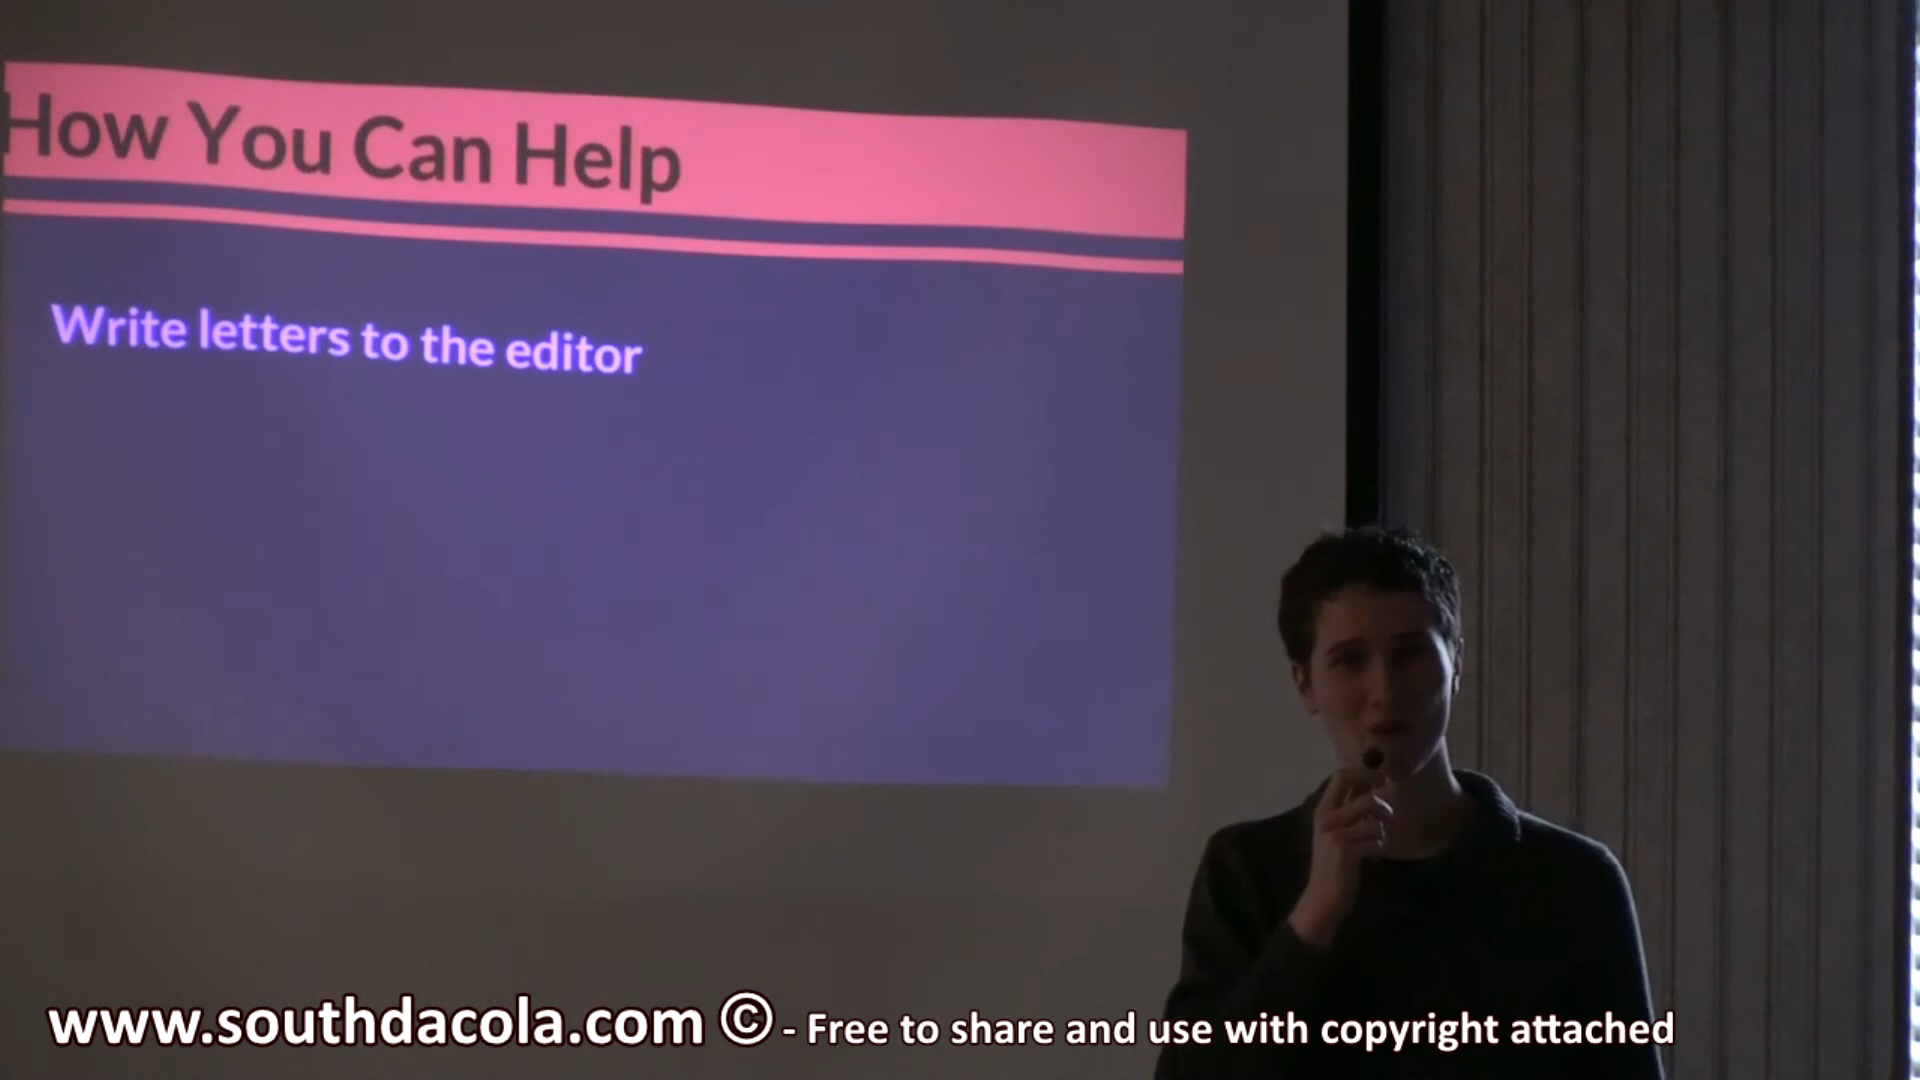 How You Can Help
Write letters to the editor
www.southdacola.com © - Free to share and use with copyright attached